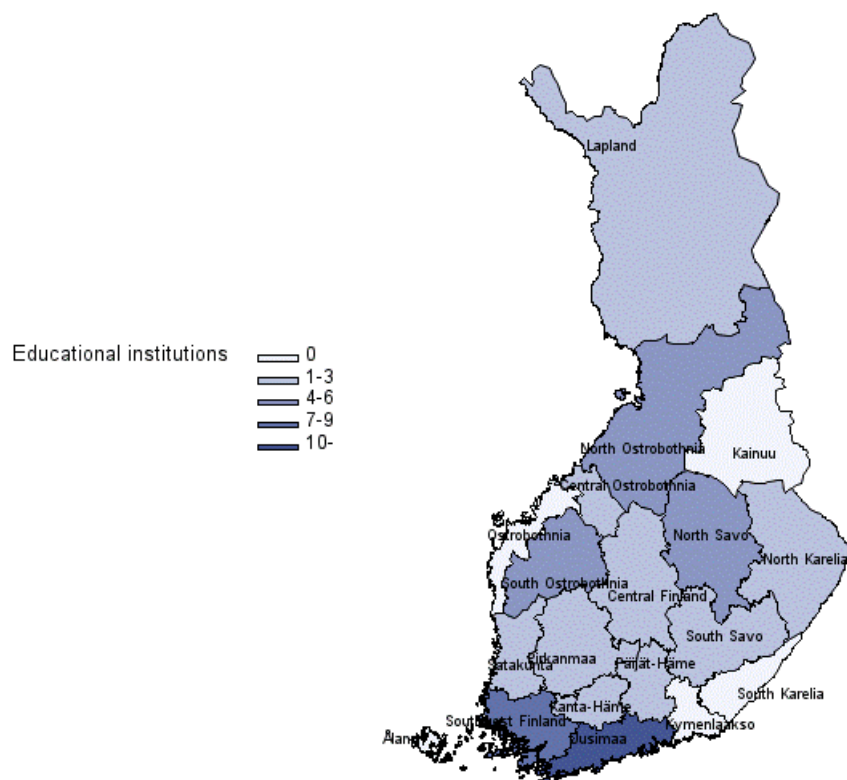 Lapland
Educational institutions
0
1-3
4-6
7-9
10-
North Ostrobothnia
Kainuu
Central Ostrobothnia
Ostrobothnia
North Savo
North Karelia
South Ostrobothnia
Central Finland
South Savo
Satakunta
Pirkanmaa
Päijät-Häme
South Karelia
Kanta-Häme
Southwest Finland
Uusimaa
Kymenlaakso
Åland